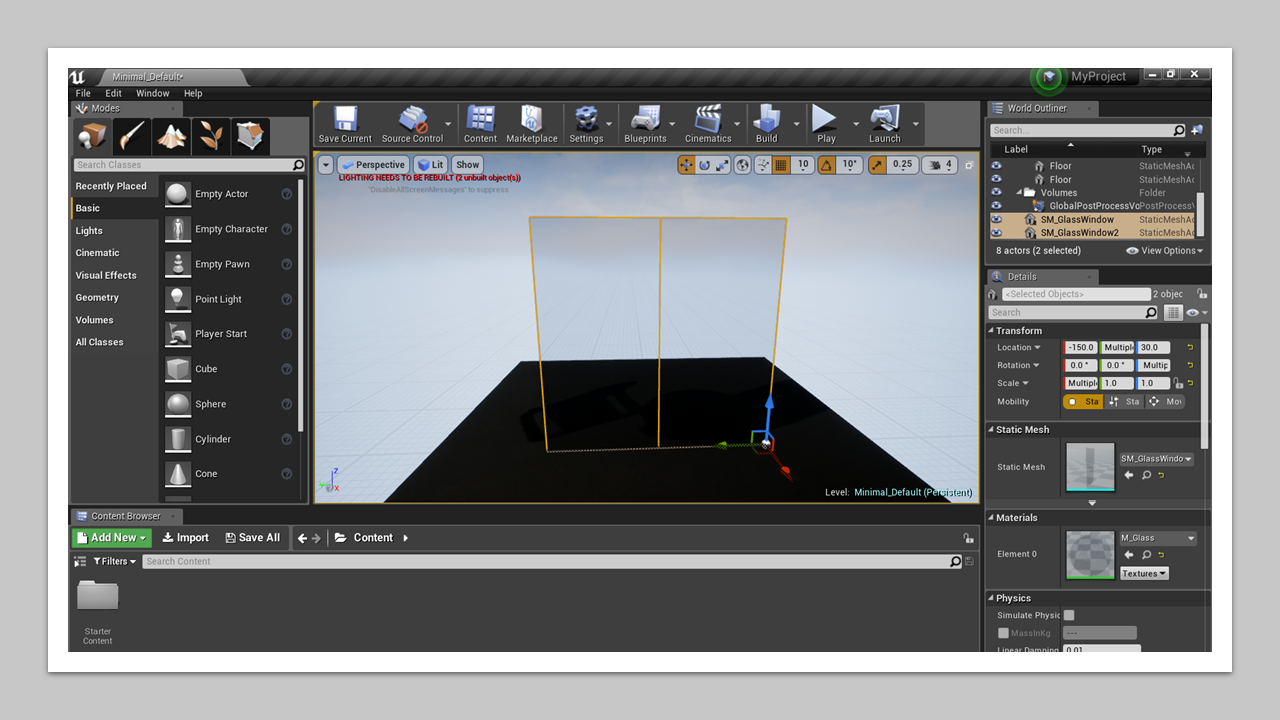 Minimal_Default*
MyProject
File Edit Window Help
Modes
Search Classes
Recently Placed
Basic
Lights
Cinematic
Visual Effects
Geometry
Volumes
All Classes
Empty Actor
Empty Character
Empty Pawn
Point Light
Player Start
Cube
Sphere
Cylinder
Cone
Save Current Source Control Content Marketplace Settings Blueprints Cinematics Build Play Launch
Perspective Lit Show 10 10° 0.25 4
LIGHTING NEEDS TO BE REBUILT (2 unbuilt object(s))
'DisableAllScreenMessages' to suppress
Z
X
Level: Minimal_Default (Persistent)
World Outliner
Search...
Label Type
Floor StaticMeshAc
Floor StaticMeshAc
Volumes Folder
GlobalPostProcessVo PostProcessV
SM_GlassWindow StaticMeshAc
SM_GlassWindow2 StaticMeshAc
8 actors (2 selected) View Options
Details
<Selected Objects> 2 objec
Search
Transform
Location -150.0 Multipl 30.0
Rotation 0.0 ° 0.0 ° Multip
Scale Multipl 1.0 1.0
Mobility Sta Sta Mov
Static Mesh
Static Mesh SM_GlassWindo
Materials
Element 0 M_Glass
Textures
Physics
Simulate Physic
MassInKg ---
Linear Damping 0.01
Content Browser
Add New Import Save All Content
Filters Search Content
Starter
Content